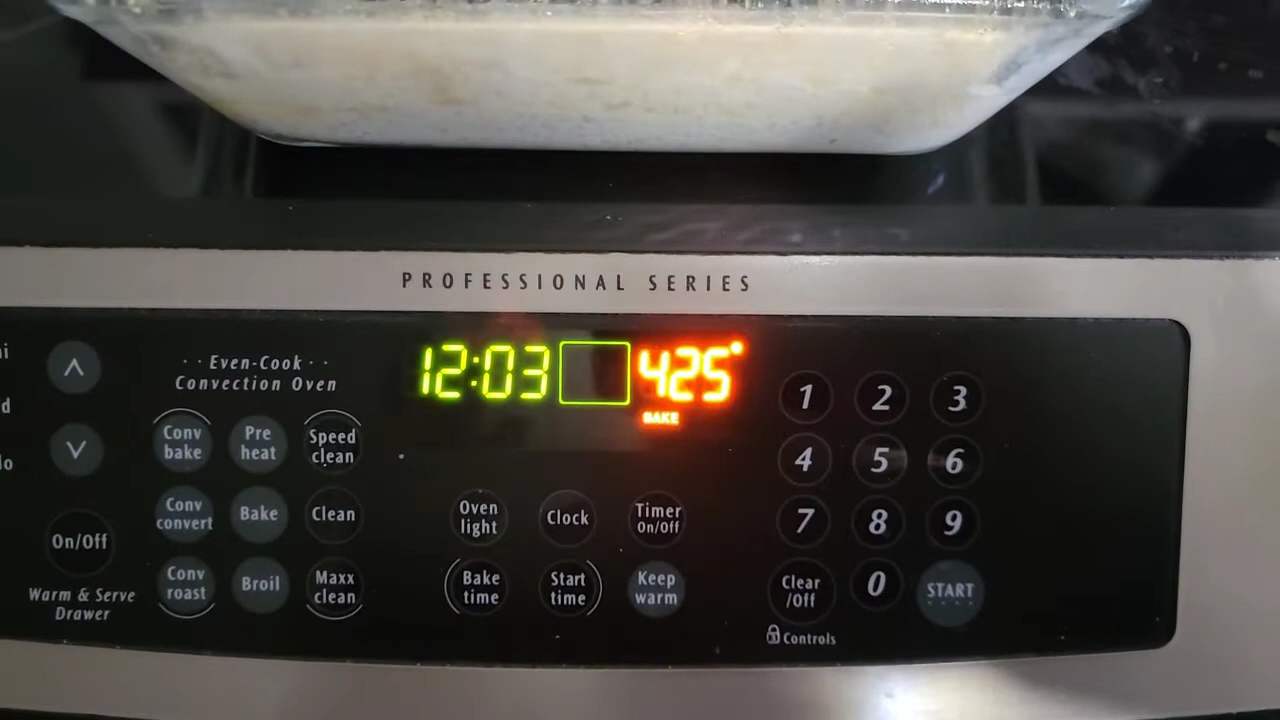 PROFESSIONAL SERIES
12:03 425°
BAKE
Even-Cook
Convection Oven
Conv bake
Pre heat
Speed clean
Conv convert
Bake
Clean
Conv roast
Broil
Maxx clean
On/Off
Warm & Serve
Drawer
Oven light
Clock
Timer On/Off
Bake time
Start time
Keep warm
1 2 3
4 5 6
7 8 9
Clear /Off
0
START
Controls